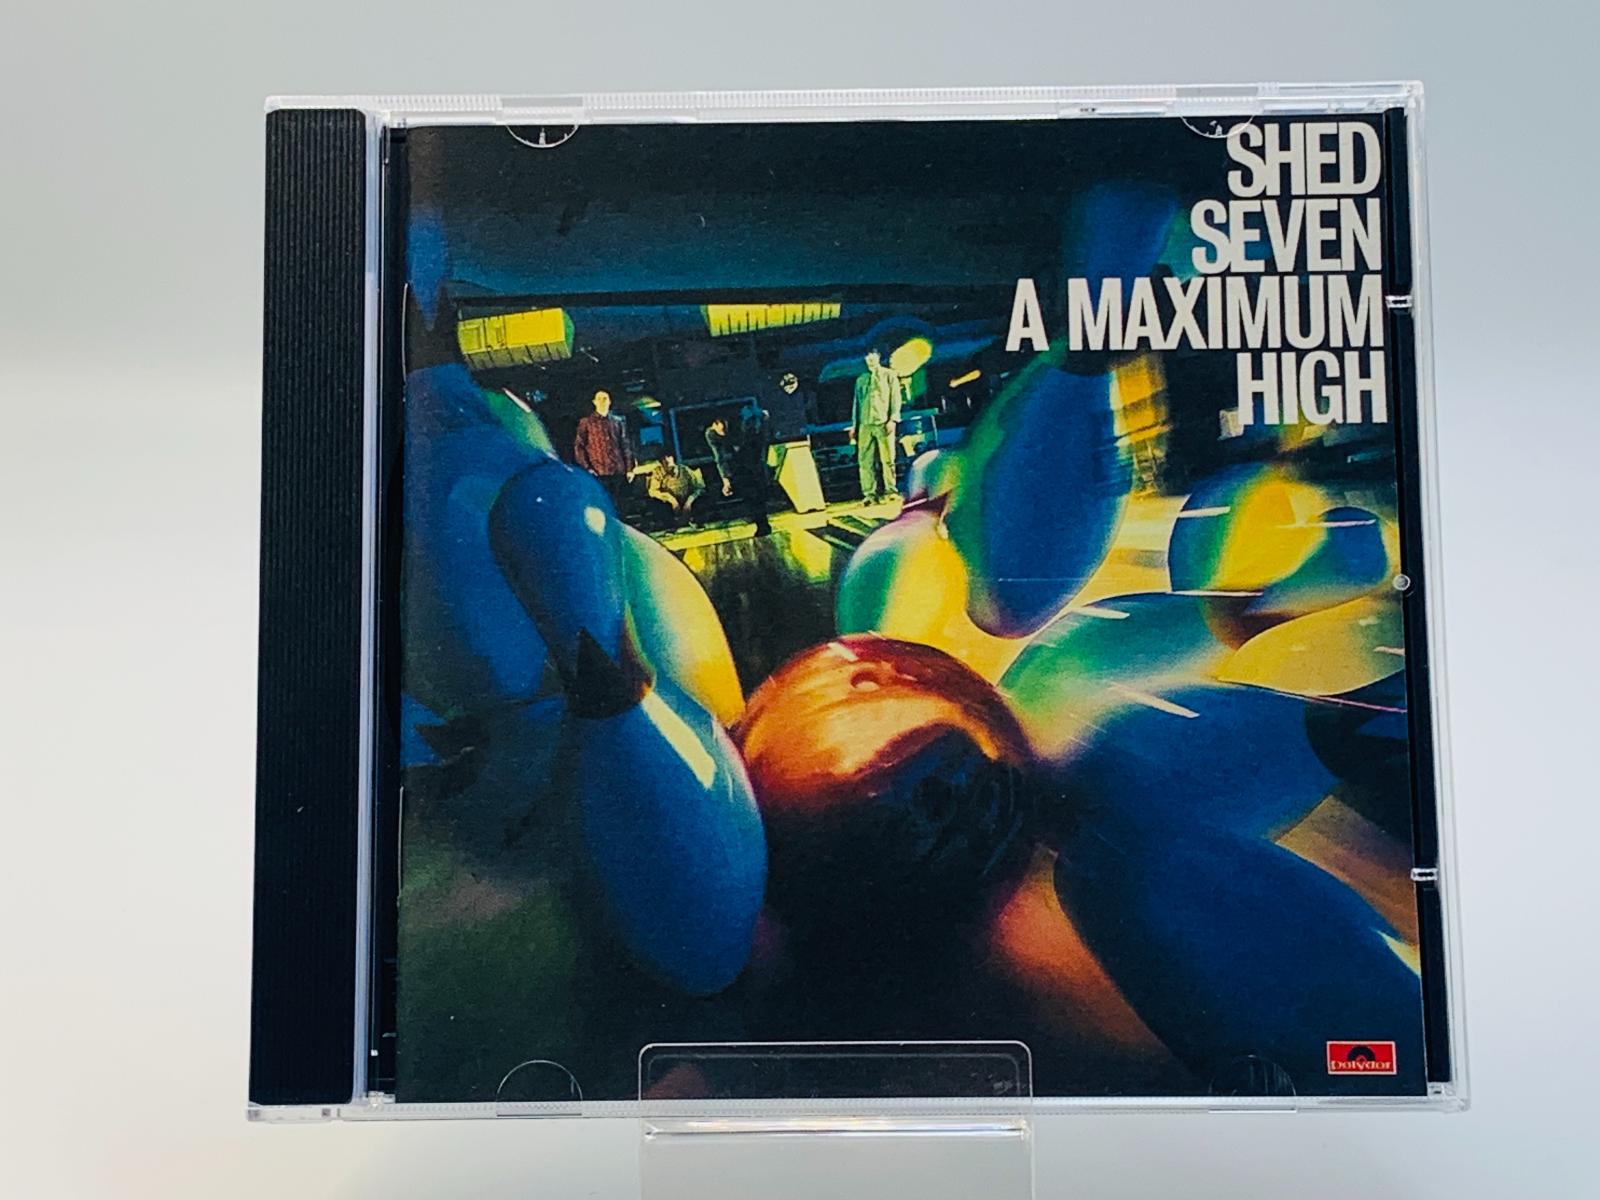 SHED
SEVEN
A MAXIMUM
HIGH
polydor